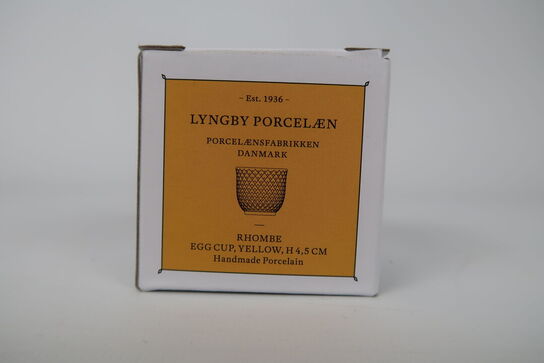 – Est. 1936 –
LYNGBY PORCELÆN
PORCELÆNSFABRIKKEN
DANMARK
RHOMBE
EGG CUP, YELLOW, H 4,5 CM
Handmade Porcelain